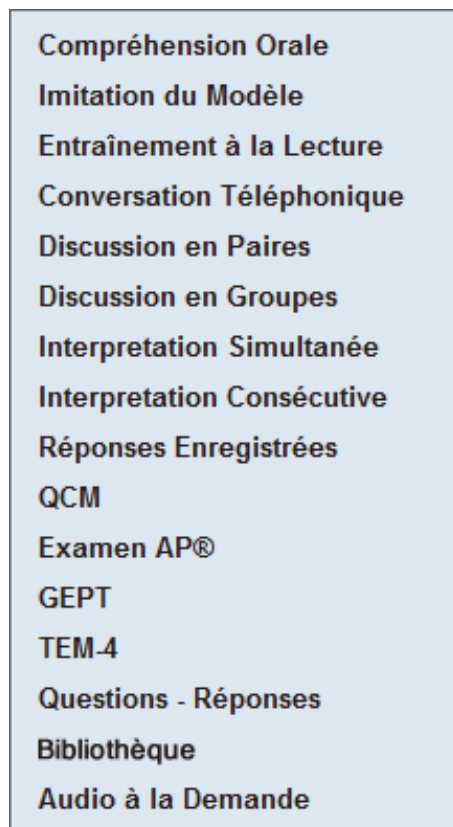 Compréhension Orale
Imitation du Modèle
Entraînement à la Lecture
Conversation Téléphonique
Discussion en Paires
Discussion en Groupes
Interpretation Simultanée
Interpretation Consécutive
Réponses Enregistrées
QCM
Examen AP®
GEPT
TEM-4
Questions - Réponses
Bibliothèque
Audio à la Demande